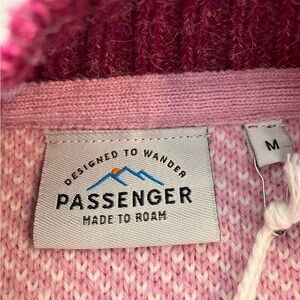 DESIGNED TO WANDER
PASSENGER
MADE TO ROAM
M